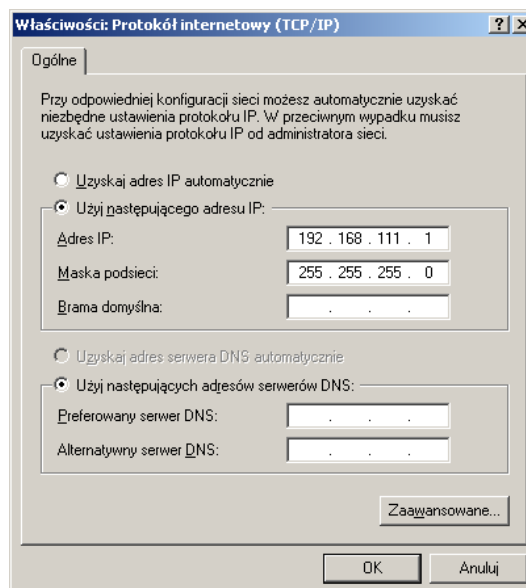 Właściwości: Protokół internetowy (TCP/IP)
Ogólne
Przy odpowiedniej konfiguracji sieci możesz automatycznie uzyskać
niezbędne ustawienia protokołu IP. W przeciwnym wypadku musisz
uzyskać ustawienia protokołu IP od administratora sieci.
Uzyskaj adres IP automatycznie
Użyj następującego adresu IP:
Adres IP: 192 . 168 . 111 . 1
Maska podsieci: 255 . 255 . 255 . 0
Brama domyślna: . . .
Uzyskaj adres serwera DNS automatycznie
Użyj następujących adresów serwerów DNS:
Preferowany serwer DNS: . . .
Alternatywny serwer DNS: . . .
Zaawansowane...
OK Anuluj